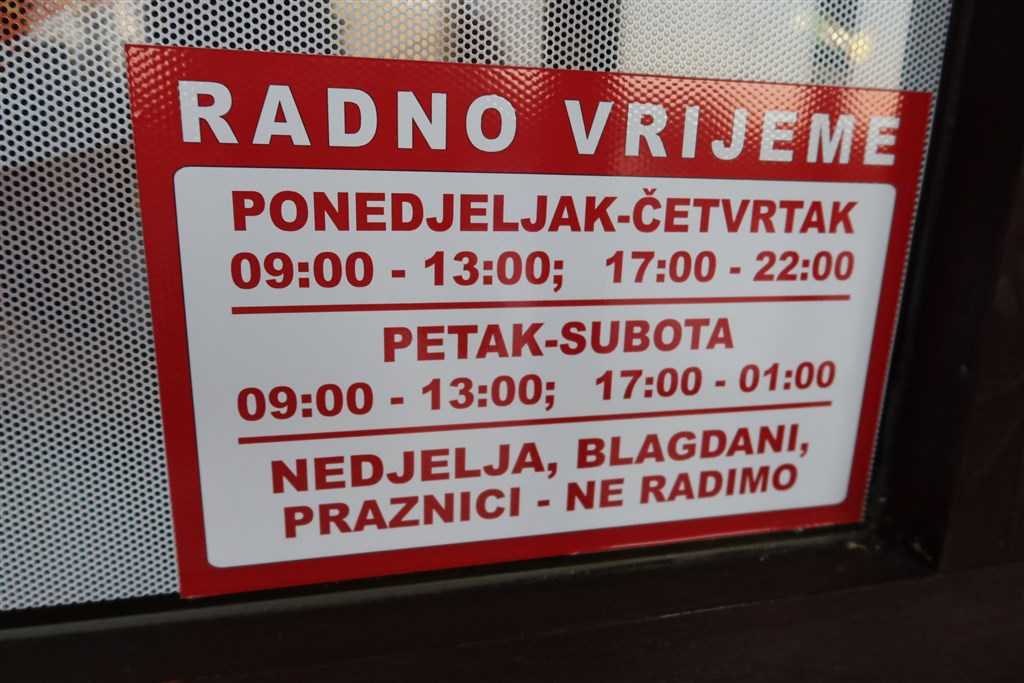 RADNO VRIJEME
PONEDJELJAK-ČETVRTAK
09:00 - 13:00; 17:00 - 22:00
PETAK-SUBOTA
09:00 - 13:00; 17:00 - 01:00
NEDJELJA, BLAGDANI,
PRAZNICI - NE RADIMO